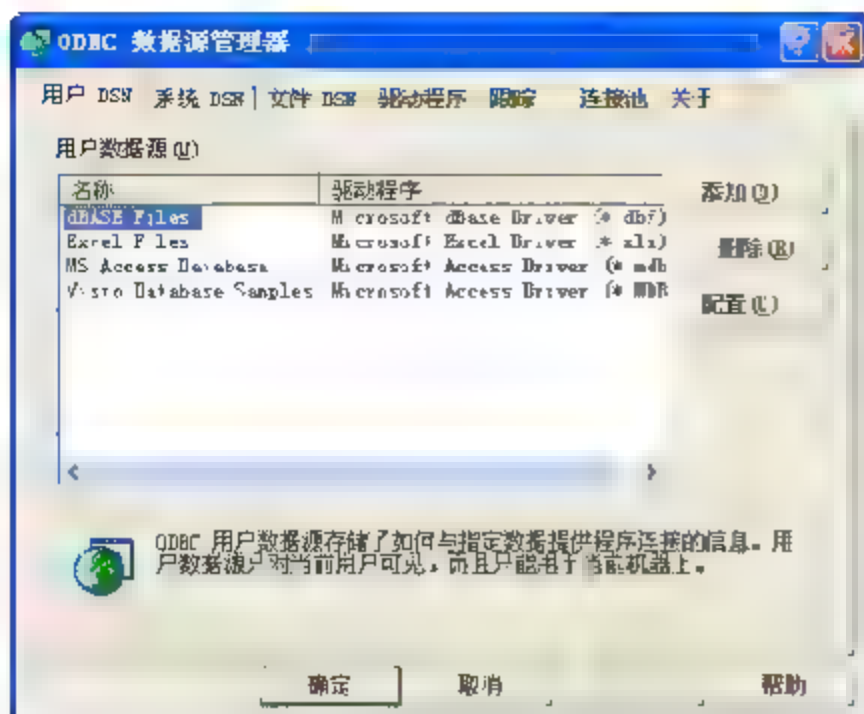 ODBC 数据源管理器
用户 DSN 系统 DSN 文件 DSN 驱动程序 跟踪 连接池 关于
用户数据源(U)
名称 驱动程序
dBASE Files Microsoft dBase Driver (*.dbf)
Excel Files Microsoft Excel Driver (*.xls)
MS Access Database Microsoft Access Driver (*.mdb
Visio Database Samples Microsoft Access Driver (*.MDB
添加(D)
删除(R)
配置(C)
ODBC 用户数据源存储了如何与指定数据提供程序连接的信息。用
户数据源只对当前用户可见，而且只能用于当前机器上。
确定 取消 帮助